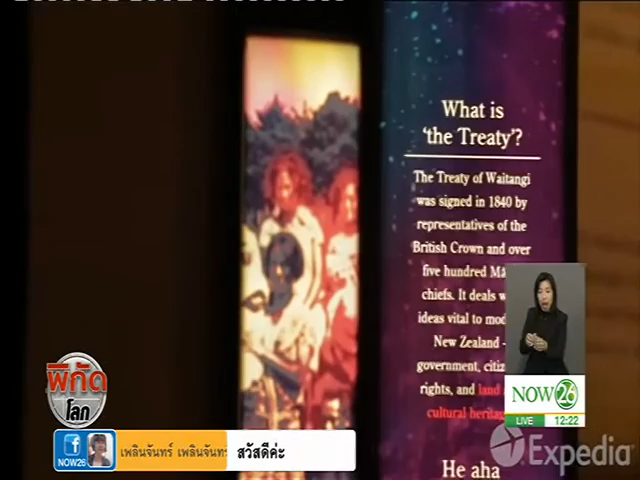 What is
'the Treaty'?
The Treaty of Waitangi
was signed in 1840 by
representatives of the
British Crown and over
five hundred
chiefs. It deals
ideas vital to
New Zealand -
government,
rights, and land
cultural
He aha
พิกัด
โลก
NOW26
เพลินจันทร์ เพลินจันทร์
สวัสดีค่ะ
NOW26
LIVE 12:22
Expedia